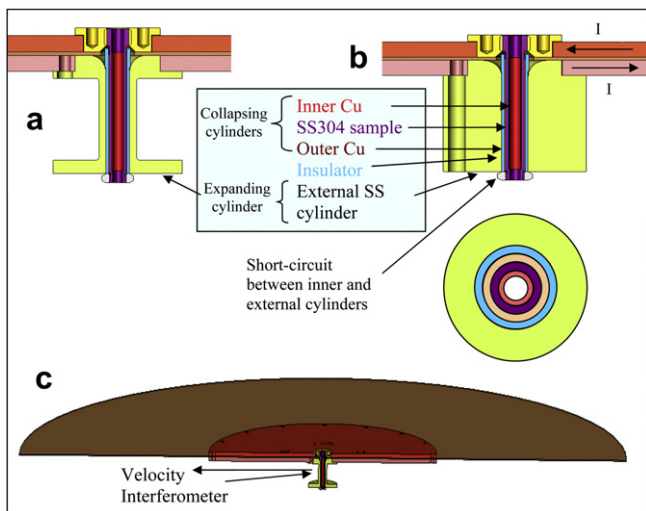 a
b
I
I
Collapsing
cylinders
Inner Cu
SS304 sample
Outer Cu
Insulator
Expanding
cylinder
External SS
cylinder
Short-circuit
between inner and
external cylinders
c
Velocity
Interferometer